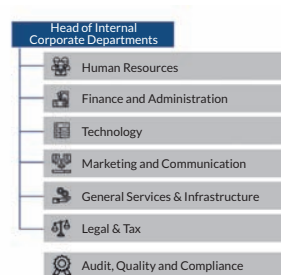 Head of Internal
Corporate Departments
Human Resources
Finance and Administration
Technology
Marketing and Communication
General Services & Infrastructure
Legal & Tax
Audit, Quality and Compliance